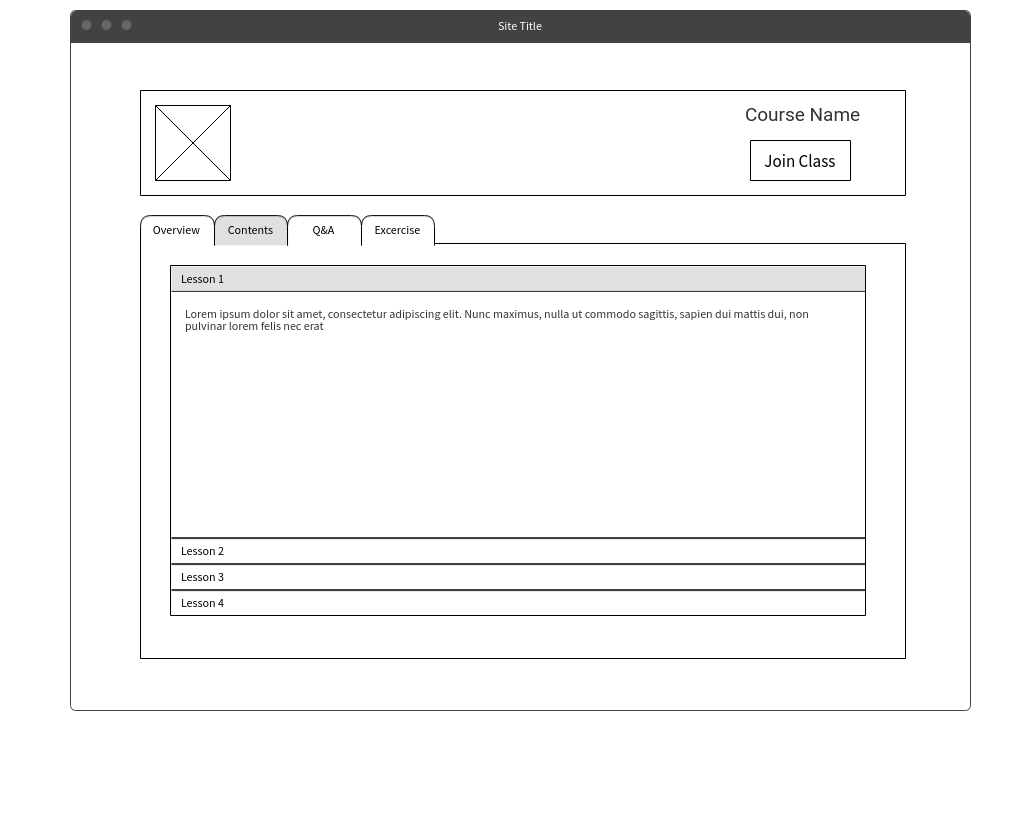 Site Title
Course Name
Join Class
Overview
Contents
Q&A
Excercise
Lesson 1
Lorem ipsum dolor sit amet, consectetur adipiscing elit. Nunc maximus, nulla ut commodo sagittis, sapien dui mattis dui, non
pulvinar lorem felis nec erat
Lesson 2
Lesson 3
Lesson 4